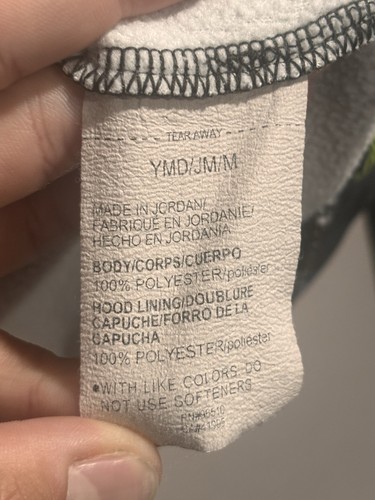 TEAR AWAY
YMD/JM/M
MADE IN JORDAN/
FABRIQUÉ EN JORDANIE/
HECHO EN JORDANIA
BODY/CORPS/CUERPO
100% POLYESTER/poliéster
HOOD LINING/DOUBLURE
CAPUCHE/FORRO DE LA
CAPUCHA
100% POLYESTER/poliester
•WITH LIKE COLORS. DO
NOT USE SOFTENERS